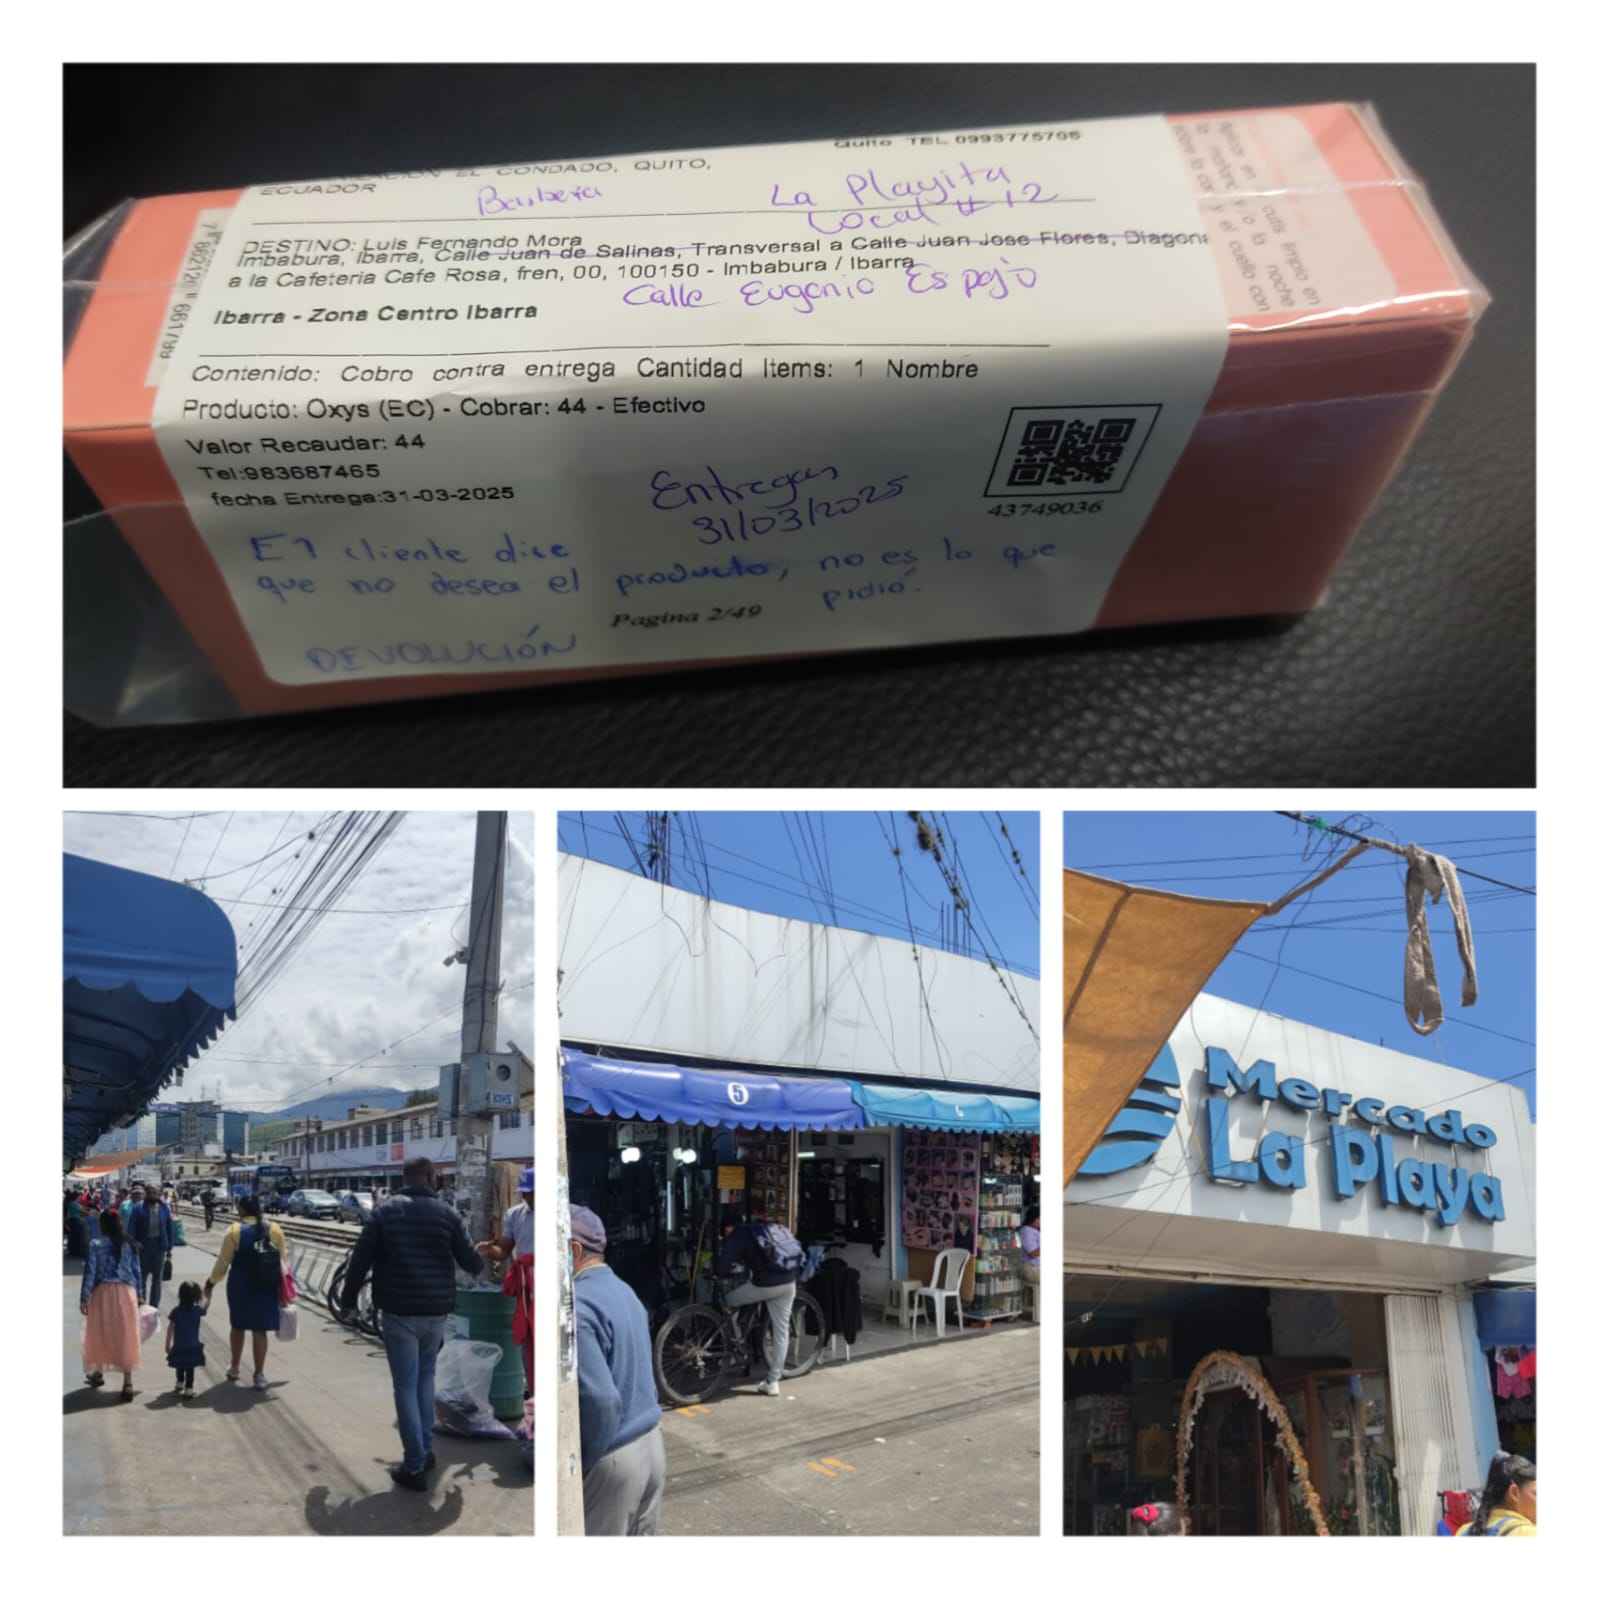 Quito TEL 0993775705
EL CONDADO, QUITO,
ECUADOR
La Playita
Local # 12
DESTINO: Luis Fernando Mora
Imbabura, Ibarra, Calle Juan de Salinas, Transversal a Calle Juan Jose Flores,
a la Cafeteria Cafe Rosa, fren, 00, 100150 - Imbabura / Ibarra
Calle Eugenio Espejo
Ibarra - Zona Centro Ibarra
Contenido: Cobro contra entrega Cantidad Items: 1 Nombre
Producto: Oxys (EC) - Cobrar: 44 - Efectivo
Valor Recaudar: 44
Tel:983687465
fecha Entrega:31-03-2025
Entregar
31/03/2025
43749036
El cliente dice
que no desea el producto, no es lo que
pidió.
Pagina 2/49
DEVOLUCIÓN
5
Mercado
La Playa